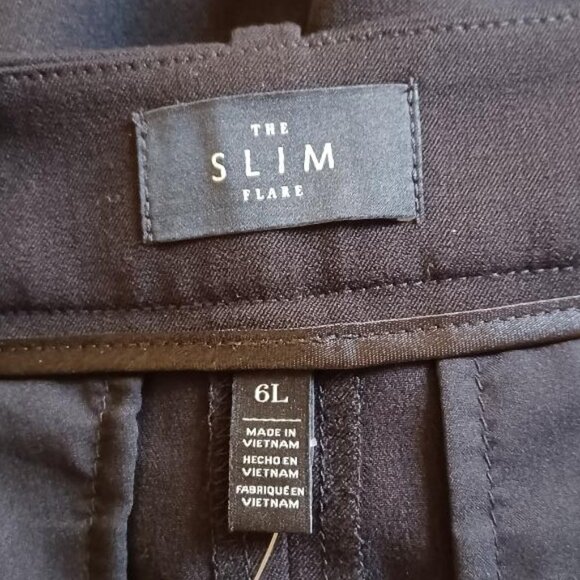 THE
SLIM
FLARE
6L
MADE IN
VIETNAM
HECHO EN
VIETNAM
FABRIQUÉ EN
VIETNAM